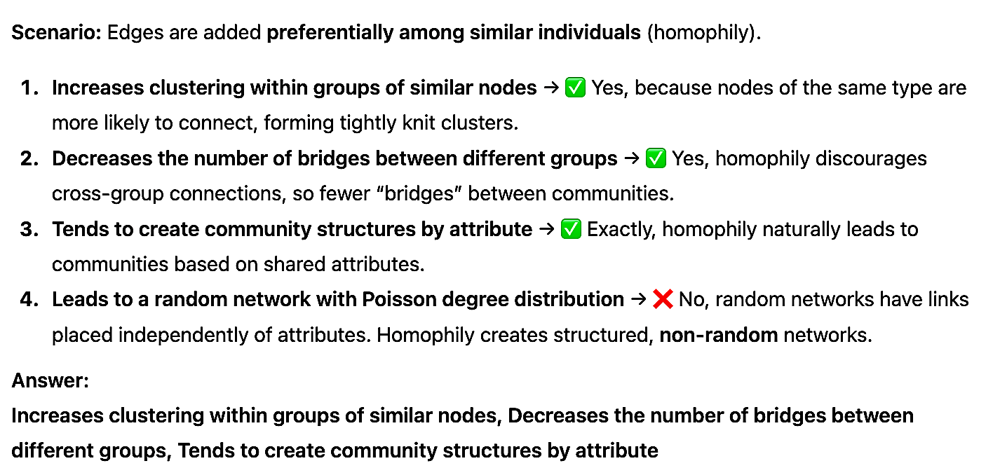 Scenario: Edges are added preferentially among similar individuals (homophily).
1. Increases clustering within groups of similar nodes → ✅ Yes, because nodes of the same type are
more likely to connect, forming tightly knit clusters.
2. Decreases the number of bridges between different groups → ✅ Yes, homophily discourages
cross-group connections, so fewer “bridges” between communities.
3. Tends to create community structures by attribute → ✅ Exactly, homophily naturally leads to
communities based on shared attributes.
4. Leads to a random network with Poisson degree distribution → ❌ No, random networks have links
placed independently of attributes. Homophily creates structured, non-random networks.
Answer:
Increases clustering within groups of similar nodes, Decreases the number of bridges between
different groups, Tends to create community structures by attribute